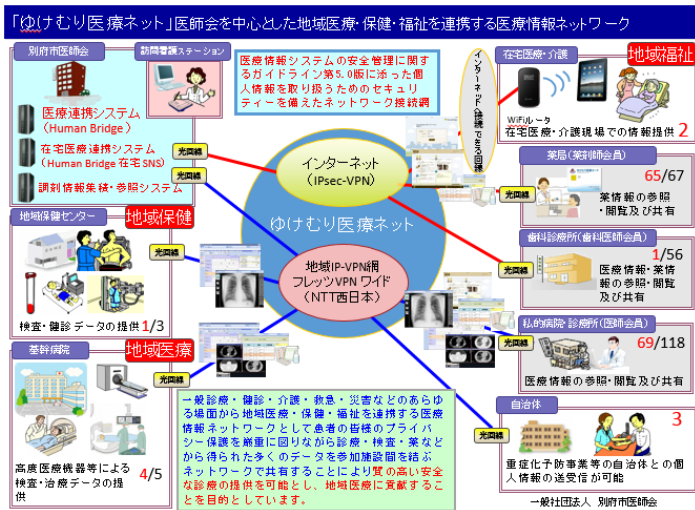 「ゆけむり医療ネット」医師会を中心とした地域医療・保健・福祉を連携する医療情報ネットワーク
別府市医師会
訪問看護ステーション
医療連携システム
（Human Bridge）
在宅医療連携システム
（Human Bridge 在宅SNS）
調剤情報集積・参照システム
光回線
光回線
医療情報システムの安全管理に関す
るガイドライン第5.0版に添った個
人情報を取り扱うためのセキュリ
ティーを備えたネットワーク接続網
インターネットへ接続できる回線
在宅医療・介護
地域福祉
WiFiルータ
在宅医療・介護現場での情報提供 2
薬局（薬剤師会員）
65/67
光回線
薬情報の参照
・閲覧及び共有
歯科診療所（歯科医師会員）
1/56
光回線
医療情報・薬情
報の参照・閲覧
及び共有
私的病院・診療所（医師会員）
69/118
光回線
医療情報の参照・閲覧及び共有
自治体
3
光回線
重症化予防事業等の自治体との個
人情報の送受信が可能
インターネット
（IPsec-VPN）
ゆけむり医療ネット
地域IP-VPN網
フレッツVPN ワイド
（NTT西日本）
地域保健センター
地域保健
光回線
検査・健診データの提供 1/3
基幹病院
地域医療
光回線
高度医療機器等による
検査・治療データの提
供
4/5
一般診療・健診・介護・救急・災害などのあらゆ
る場面から地域医療・保健・福祉を連携する医療
情報ネットワークとして患者の皆様のプライバ
シー保護を厳重に図りながら診療・検査・薬など
から得られた多くのデータを参加施設間を結ぶ
ネットワークで共有することにより質の高い安全
な診療の提供を可能とし、地域医療に貢献するこ
とを目的としています。
一般社団法人 別府市医師会